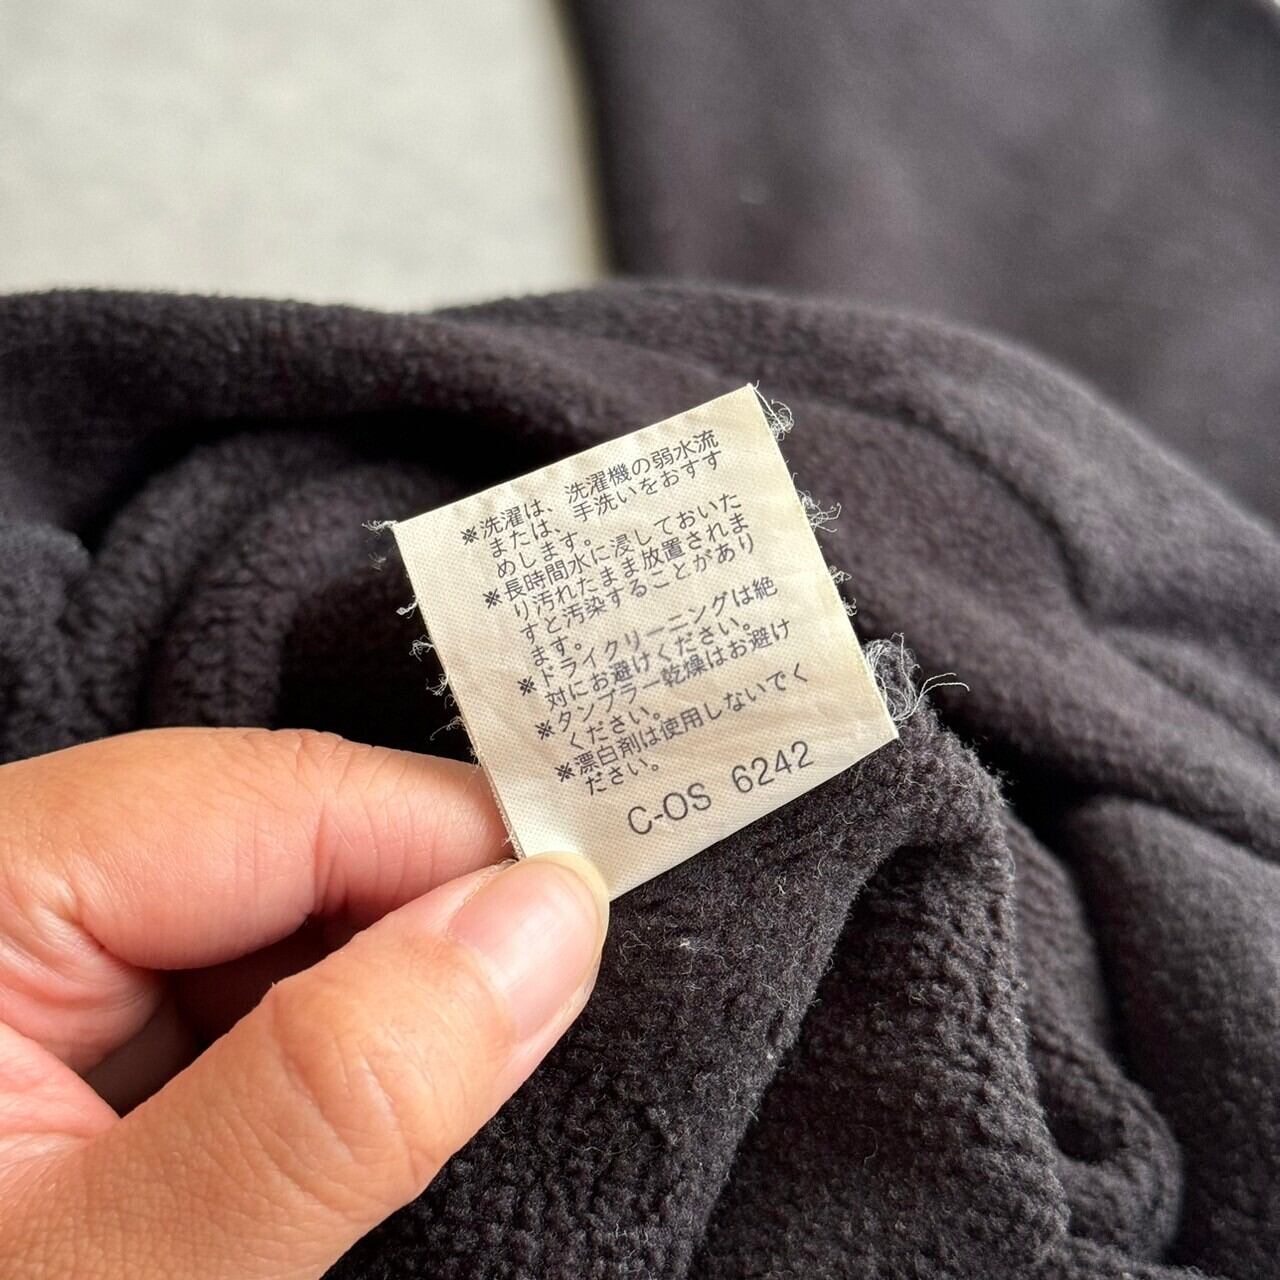 ※洗濯は、洗濯機の弱水流
または、手洗いをおすす
めします。
※長時間水に浸しておいた
り汚れたまま放置されま
すと汚染することがあり
ます。
※ドライクリーニングは絶
対にお避けください。
※タンブラー乾燥はお避け
ください。
※漂白剤は使用しないでく
ださい。
C-OS 6242